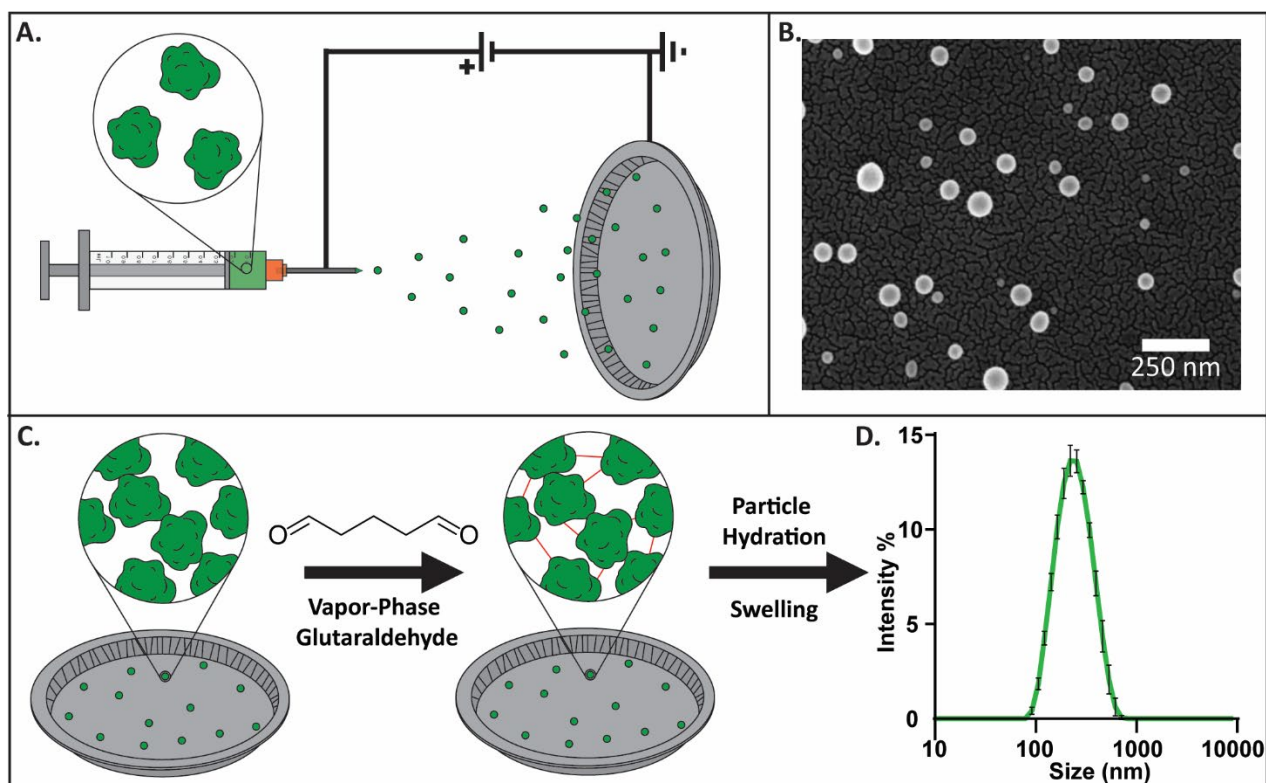 A.
+
B.
250 nm
C.
O
O
Vapor-Phase
Glutaraldehyde
Particle
Hydration
Swelling
D.
Intensity %
15
10
5
0
10
100
1000
10000
Size (nm)